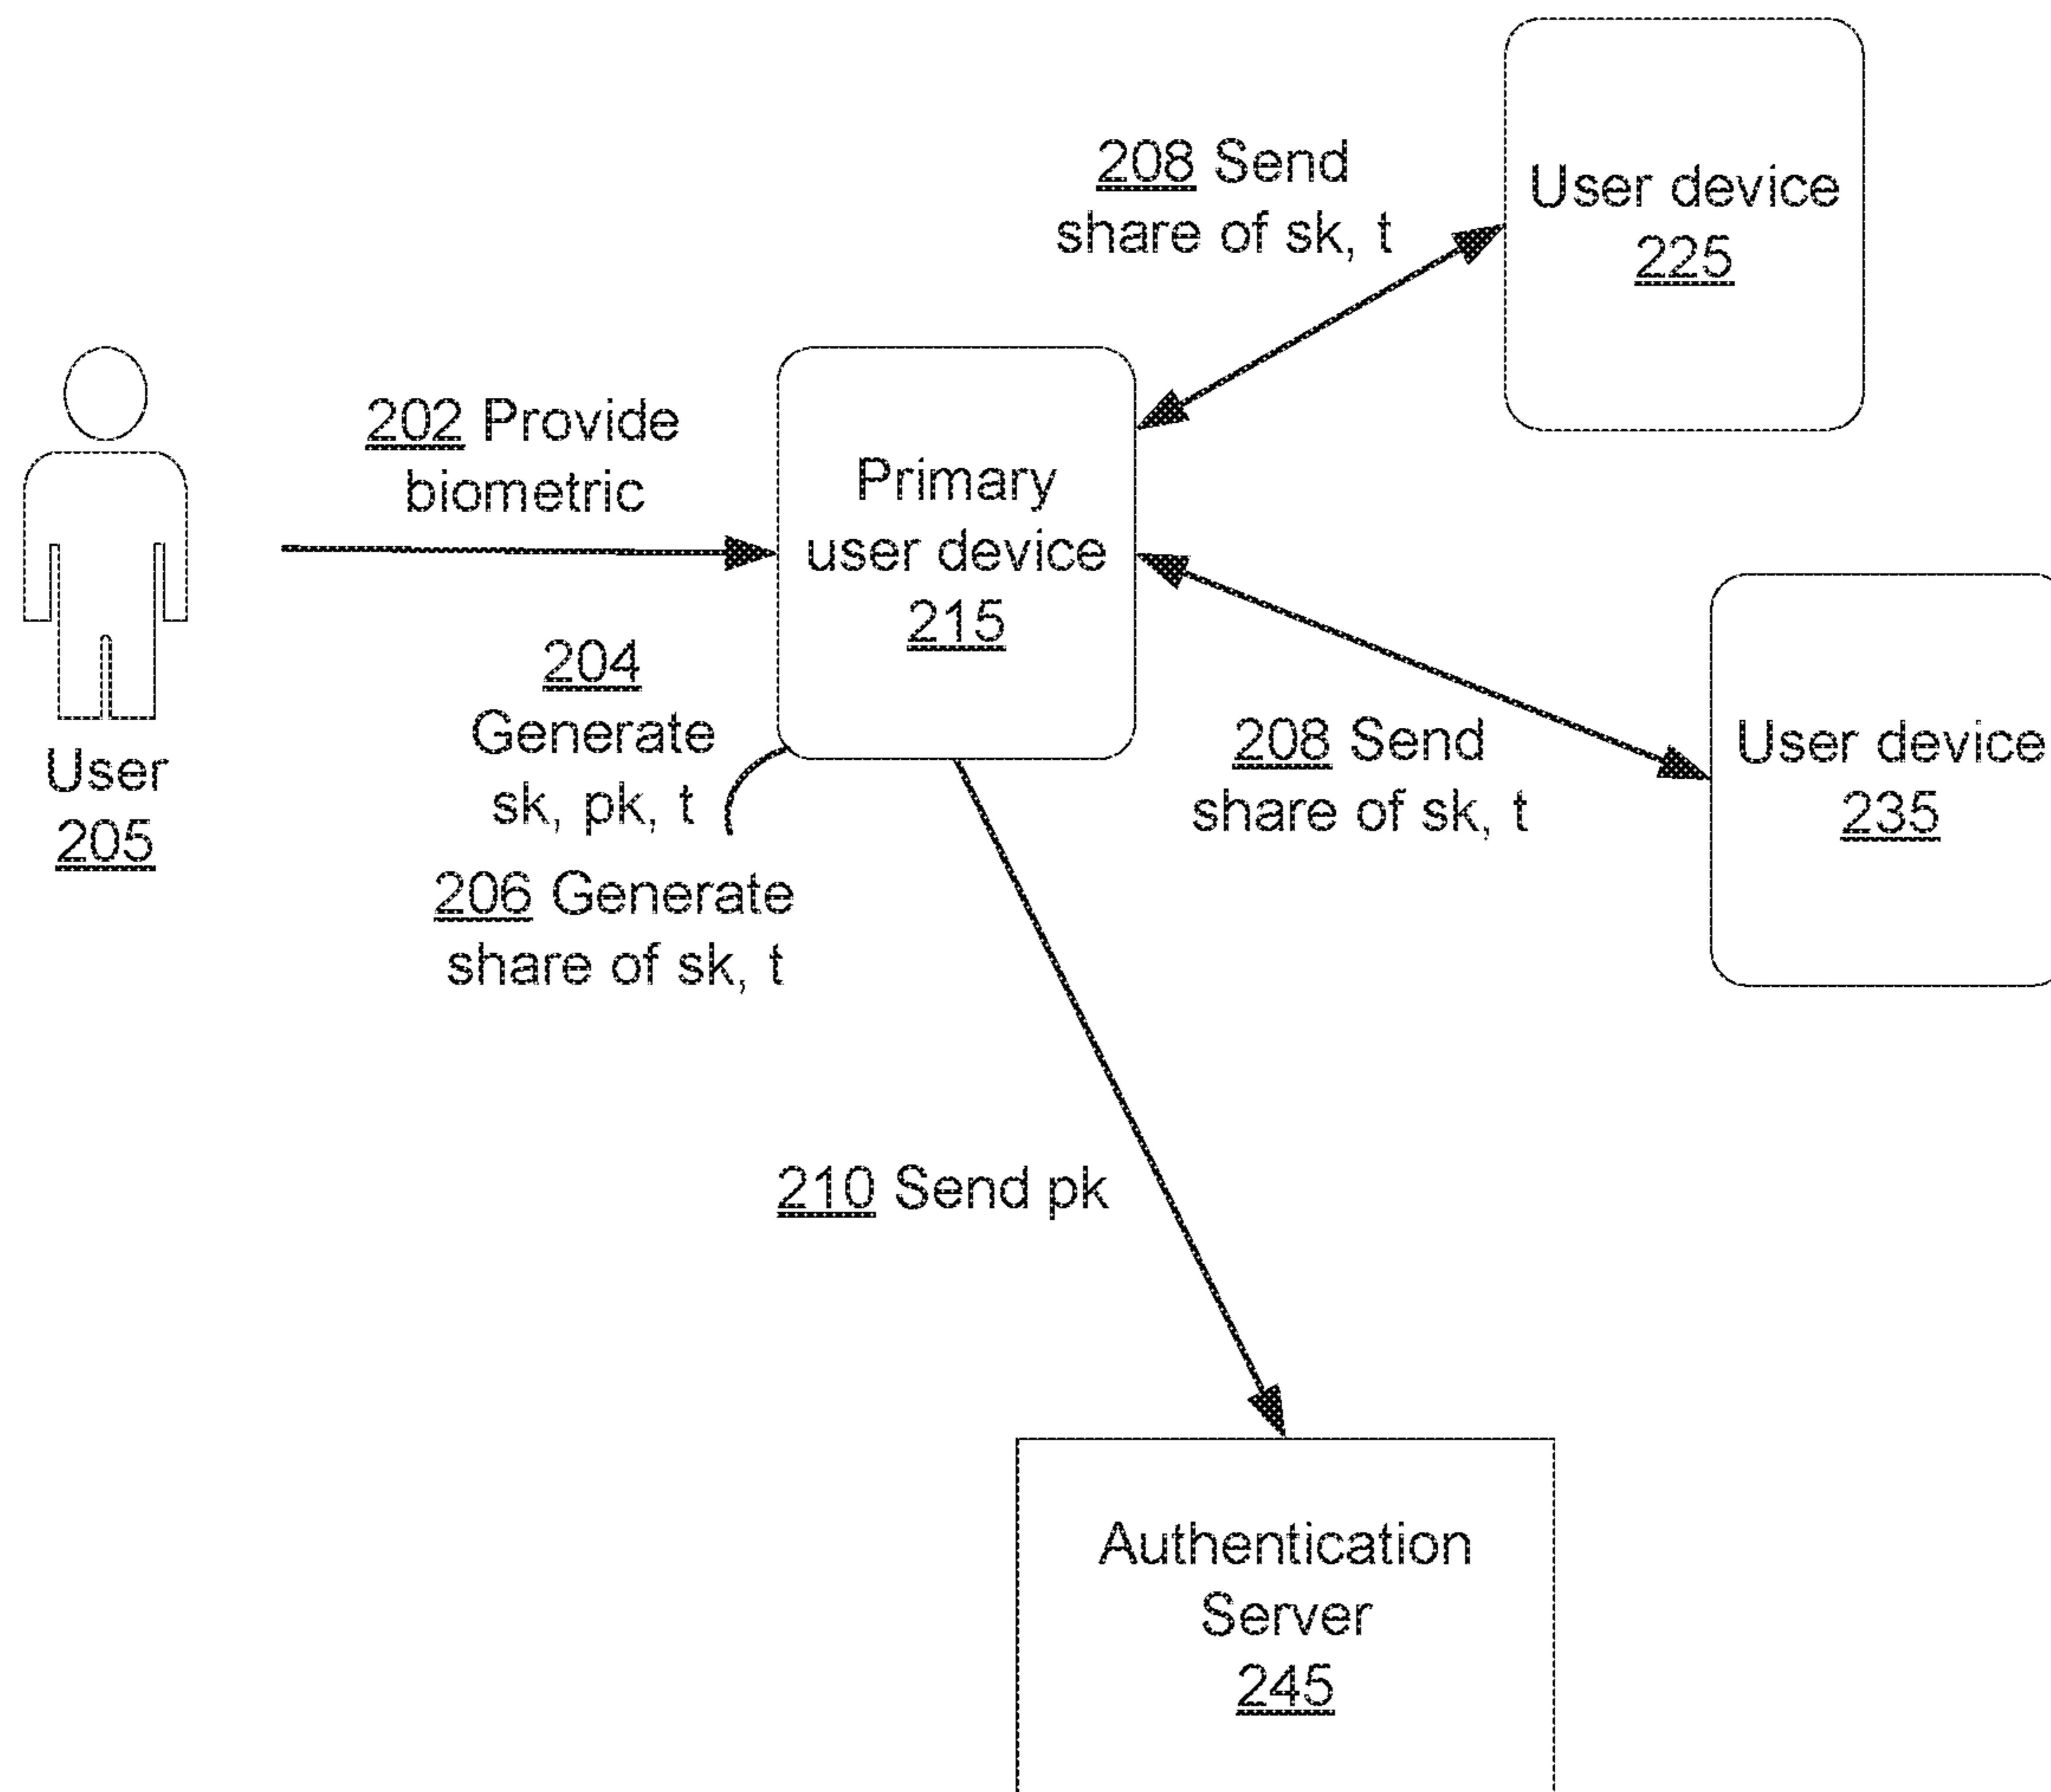 208 Send
share of sk, t
User device
225
202 Provide
biometric
Primary
user device
215
User
205
204
Generate
sk, pk, t
206 Generate
share of sk, t
208 Send
share of sk, t
User device
235
210 Send pk
Authentication
Server
245